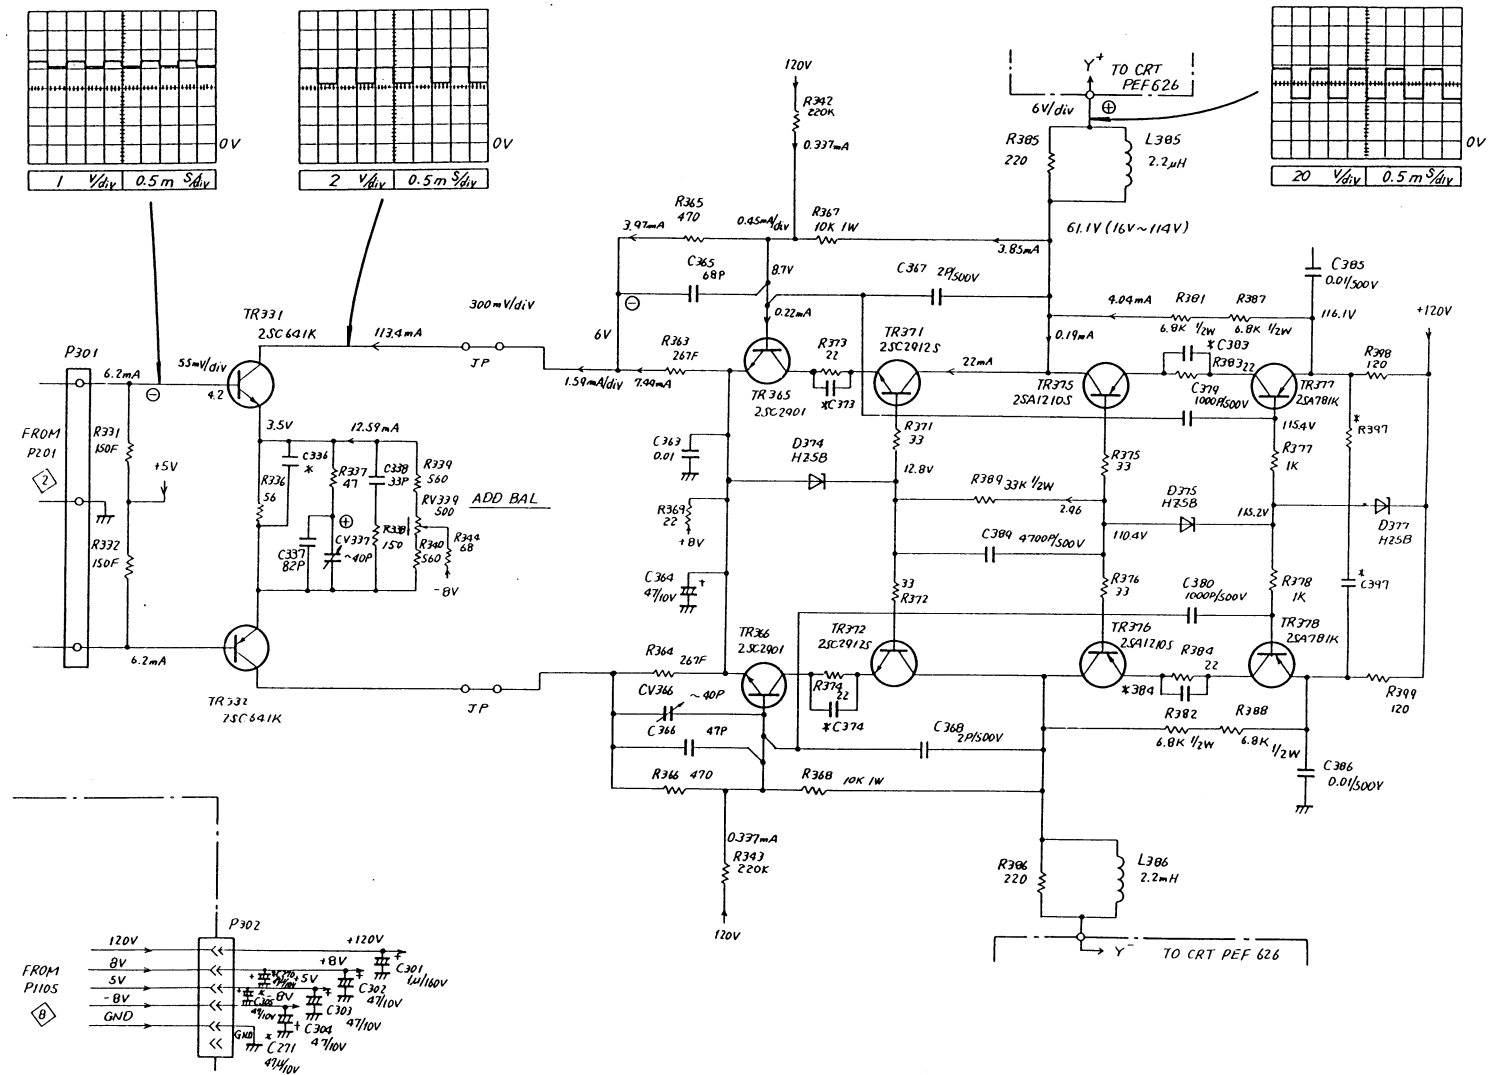 0V
1 V/div 0.5m S/div
0V
2 V/div 0.5m S/div
0V
20 V/div 0.5m S/div
120V
R342
220K
0.337mA
Y+ TO CRT
PEF 626
6V/div
R385
220
L385
2.2μH
61.1V (16V~114V)
R365
470
3.97mA
0.45mA/div
R367
10K 1W
3.85mA
C365
68P
8.7V
C367 2P/500V
0.22mA
6V
300mV/div
TR331
2SC641K
113.4mA
JP
1.59mA/div
7.44mA
R363
267F
TR365
2SC2901
R373
22
*C373
TR371
2SC2912S
22mA
4.04mA
R381
6.8K 1/2W
R387
6.8K 1/2W
0.19mA
116.1V
C385
0.01/500V
+120V
*C383
R383 22
C379
1000P/500V
TR375
2SA1210S
TR377
2SA781K
R398
120
P301
FROM
P201
2
6.2mA
55mV/div
4.2
R331
150F
+5V
R332
150F
6.2mA
3.5V
12.59mA
R336
56
C336
*
R337
47
C338
33P
R339
560
RV339
500
ADD BAL
C337
82P
CV337
~40P
R338
150
R340
560
R344
68
-8V
TR332
2SC641K
JP
C363
0.01
D374
HZ5B
R371
33
12.8V
R389 33K 1/2W
2.96
R375
33
115.4V
R377
1K
*
R397
D375
HZ5B
115.2V
D377
HZ5B
110.4V
R369
22
+8V
C389 4700P/500V
C364
47/10V
33
R372
R376
33
C380
1000P/500V
R378
1K
*
C397
TR366
2SC2901
TR372
2SC2912S
TR376
2SA1210S
TR378
2SA781K
R364
267F
CV366
~40P
C366 47P
R374
22
*C374
*384
R384
22
R399
120
C368
2P/500V
R382
6.8K 1/2W
R388
6.8K 1/2W
R366 470
R368 10K 1W
C386
0.01/500V
0.337mA
R343
220K
120V
R386
220
L386
2.2mH
Y-
TO CRT PEF 626
P302
FROM
P1105
8
120V
8V
5V
-8V
GND
+120V
+8V
+5V
-8V
GND
C301
1μ/160V
C302
47/10V
C303
47/10V
C304
47/10V
*
C305
47/10V
*
C271
47μ/10V